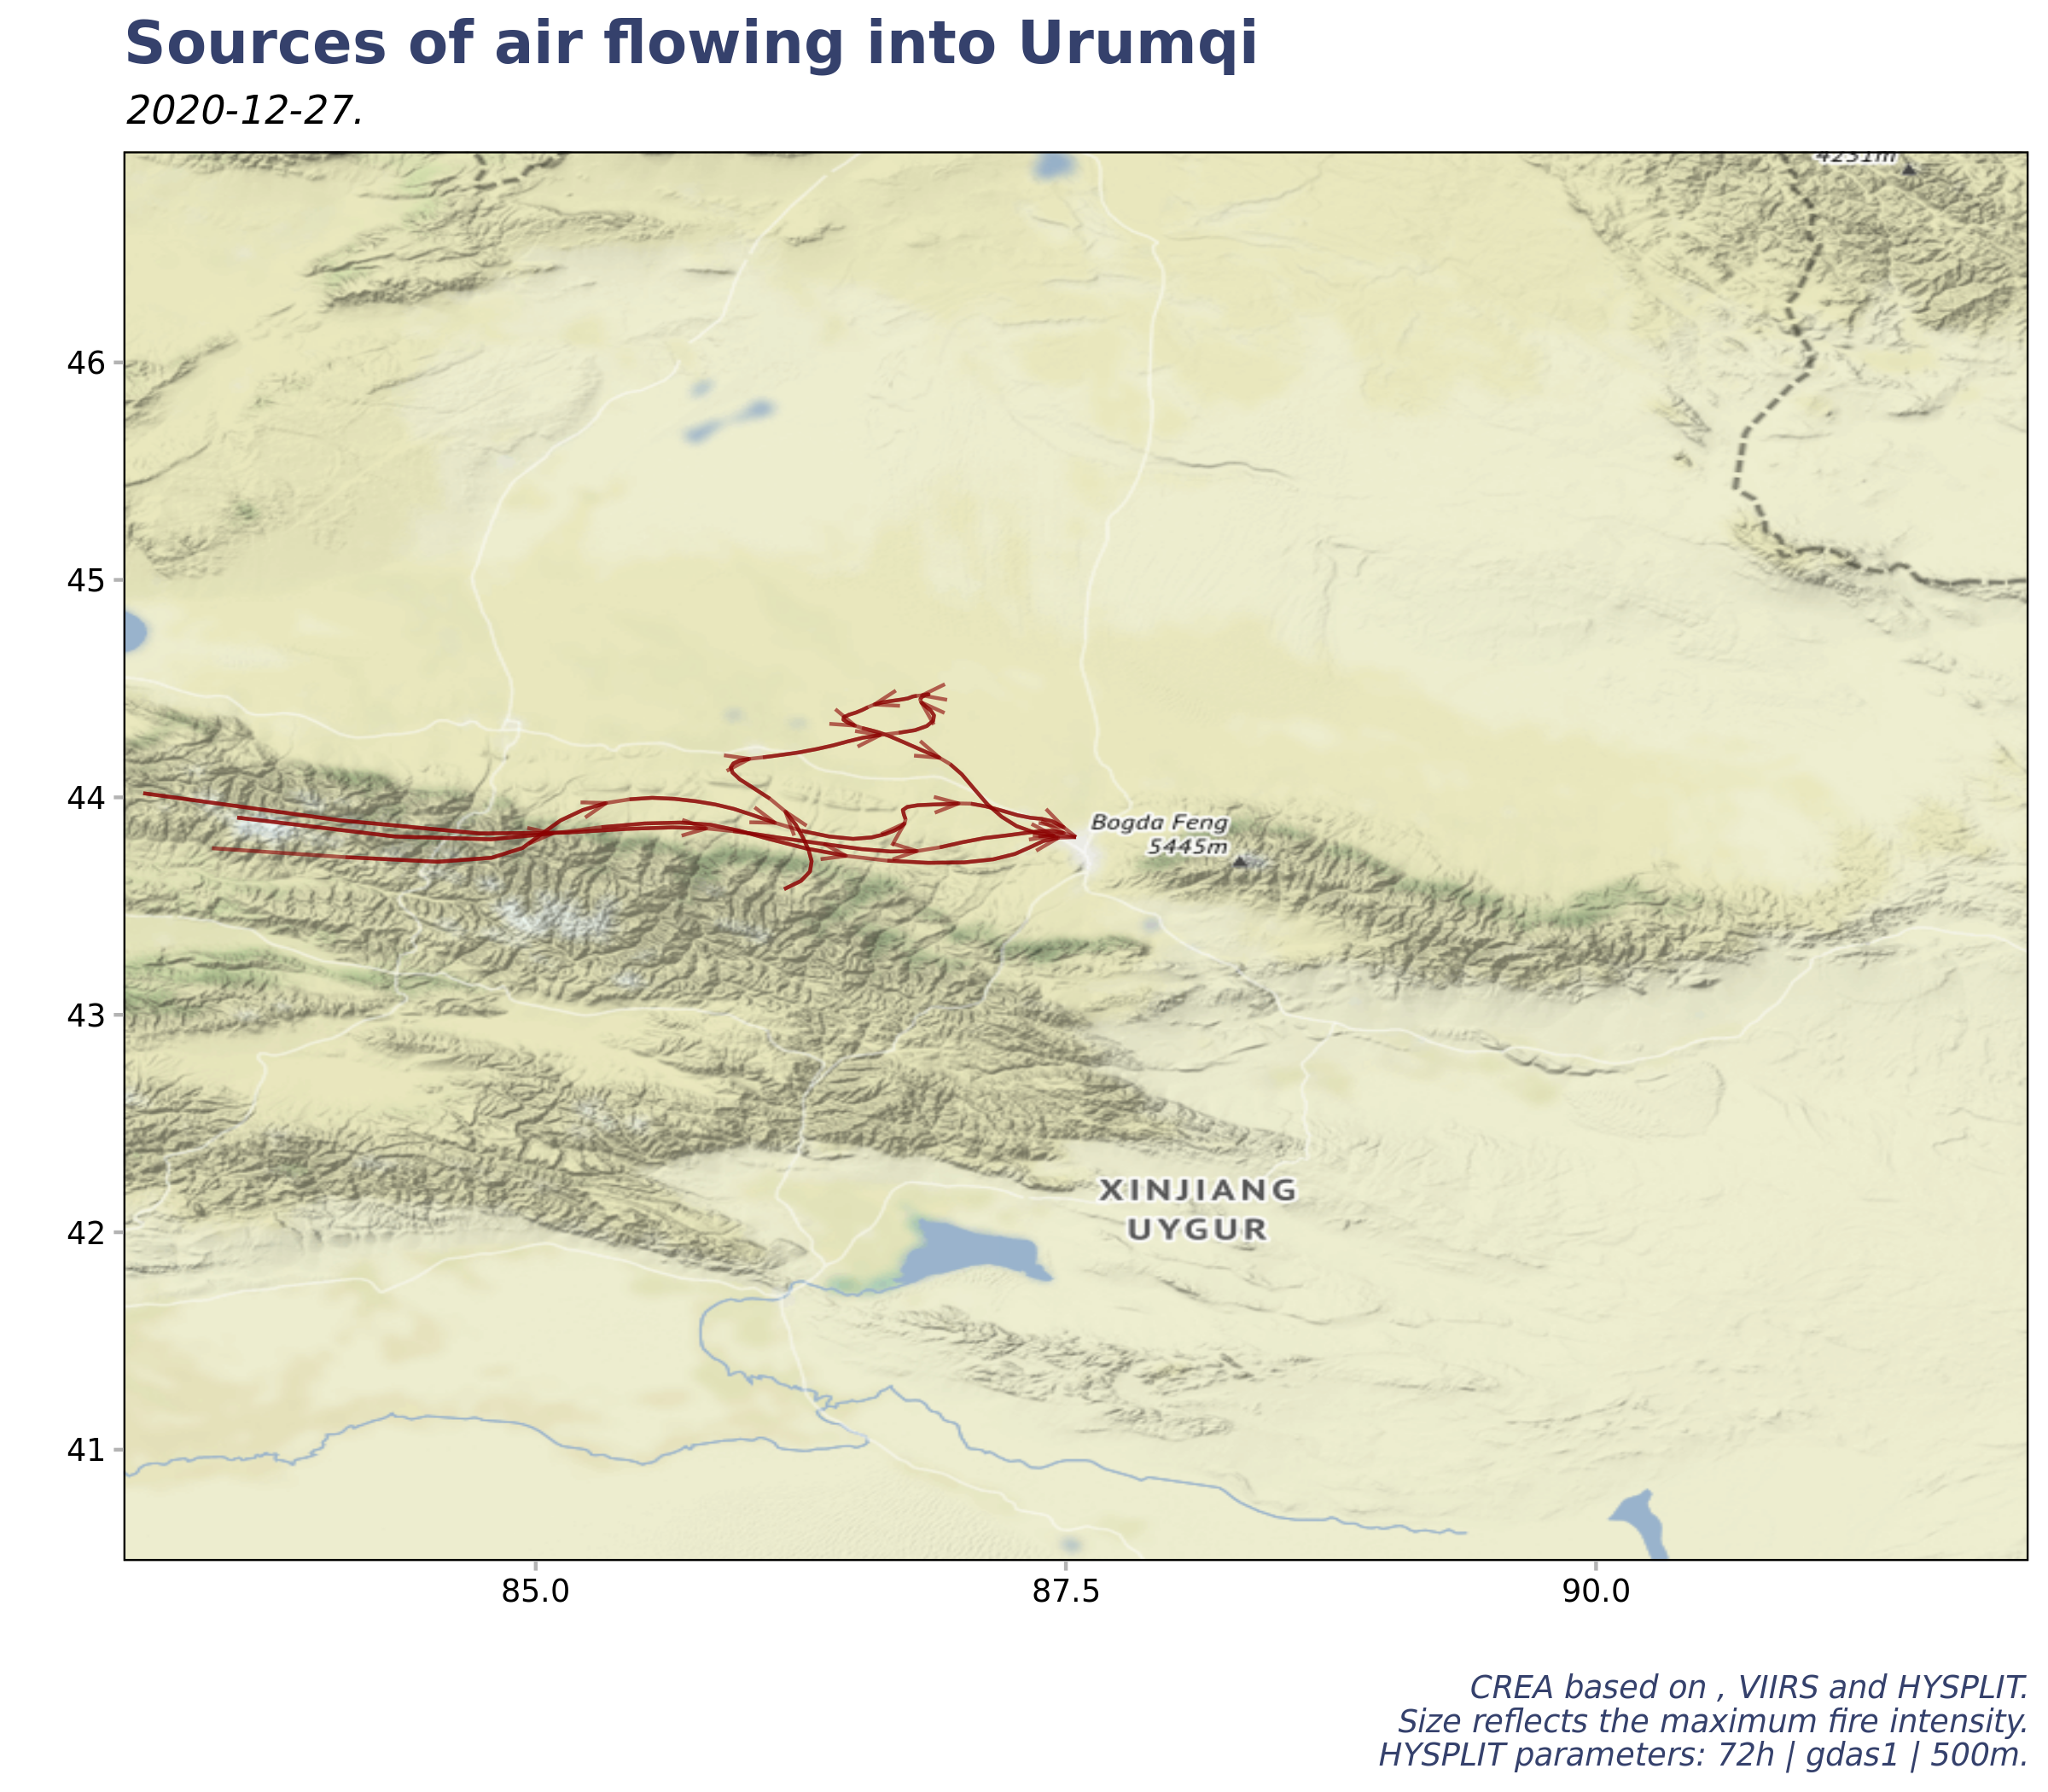 Sources of air flowing into Urumqi
2020-12-27.
4231m
46
45
44
Bogda Feng
5445m
43
XINJIANG
UYGUR
42
41
85.0
87.5
90.0
CREA based on , VIIRS and HYSPLIT.
Size reflects the maximum fire intensity.
HYSPLIT parameters: 72h | gdas1 | 500m.